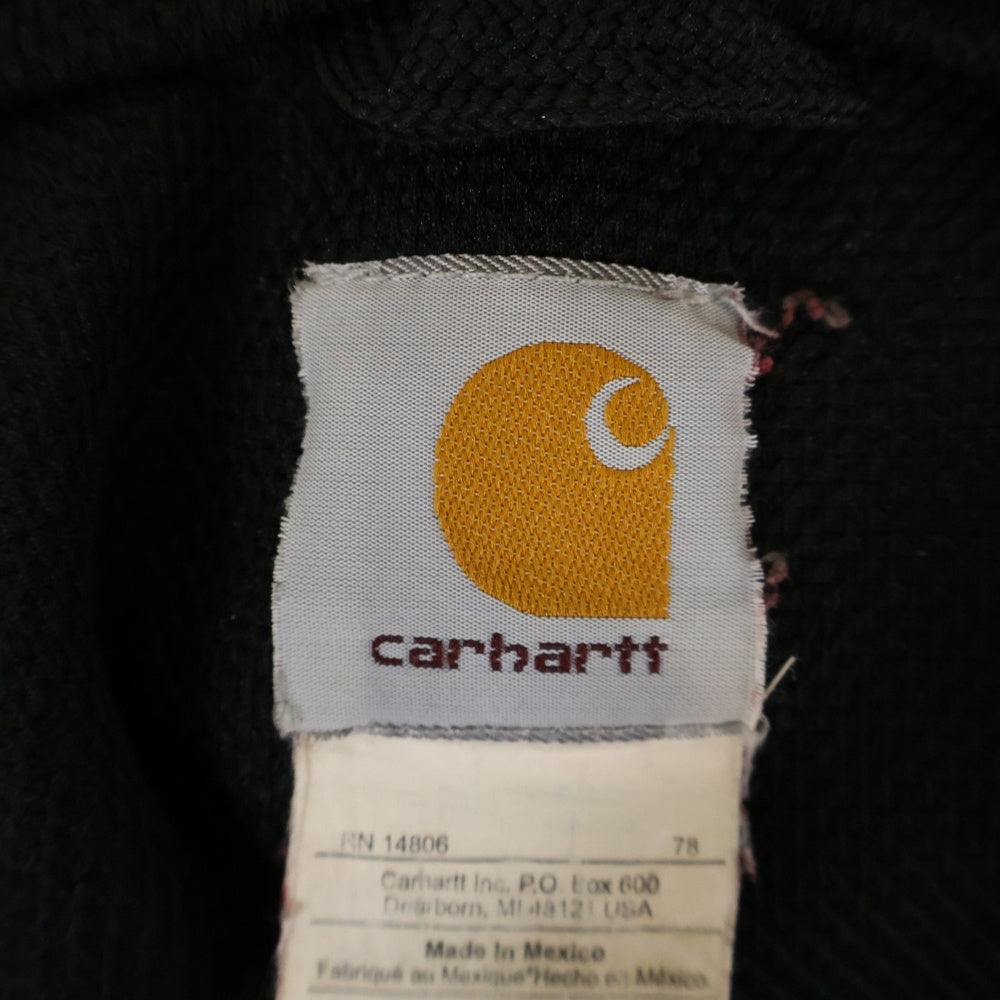 carhartt
RN 14806 78
Carhartt Inc. P.O. Box 600
Dearborn, MI 48121 USA
Made In Mexico
Fabriqué au Mexique*Hecho en México.